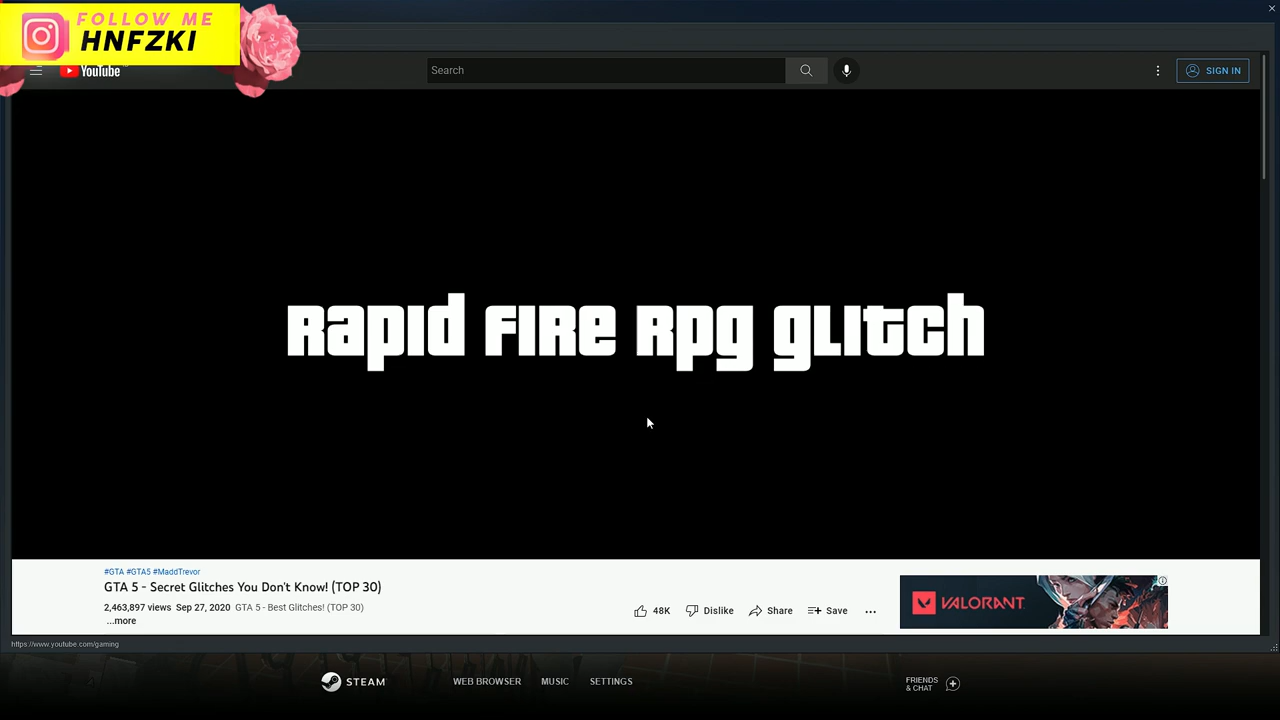 FOLLOW ME
HNFZKI
YouTube
Search
SIGN IN
Rapid Fire Rpg glitch
#GTA #GTA5 #MaddTrevor
GTA 5 - Secret Glitches You Don't Know! (TOP 30)
2,463,897 views Sep 27, 2020 GTA 5 - Best Glitches! (TOP 30)
...more
48K Dislike Share Save
VALORANT
https://www.youtube.com/gaming
STEAM WEB BROWSER MUSIC SETTINGS
FRIENDS
& CHAT